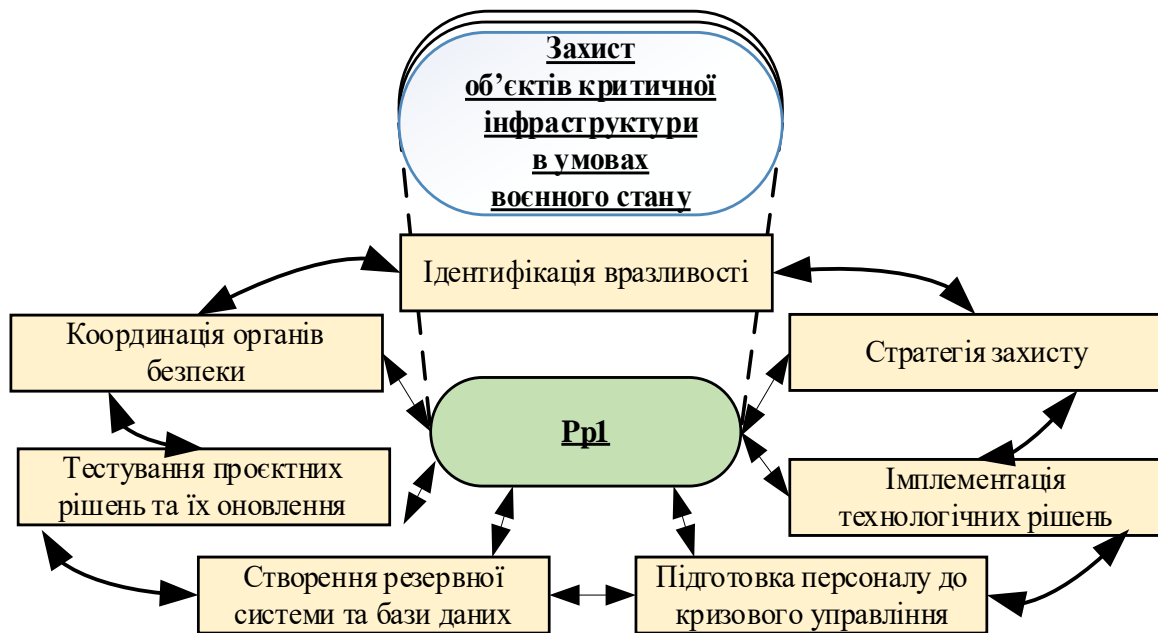 Захист
об’єктів критичної
інфраструктури
в умовах
воєнного стану
Ідентифікація вразливості
Координація органів
безпеки
Стратегія захисту
Pp1
Тестування проєктних
рішень та їх оновлення
Імплементація
технологічних рішень
Створення резервної
системи та бази даних
Підготовка персоналу до
кризового управління